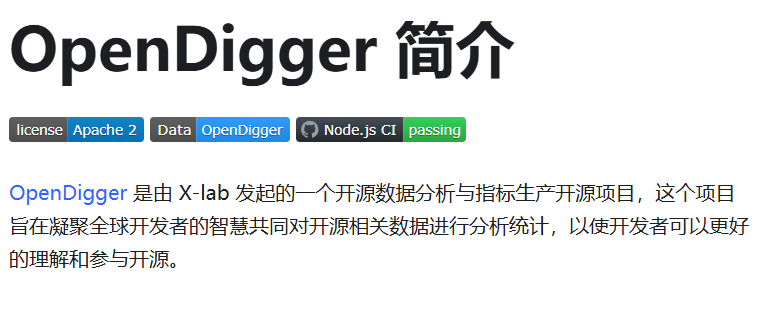 OpenDigger 简介
license Apache 2 Data OpenDigger Node.js CI passing
OpenDigger 是由 X-lab 发起的一个开源数据分析与指标生产开源项目，这个项目
旨在凝聚全球开发者的智慧共同对开源相关数据进行分析统计，以使开发者可以更好
的理解和参与开源。